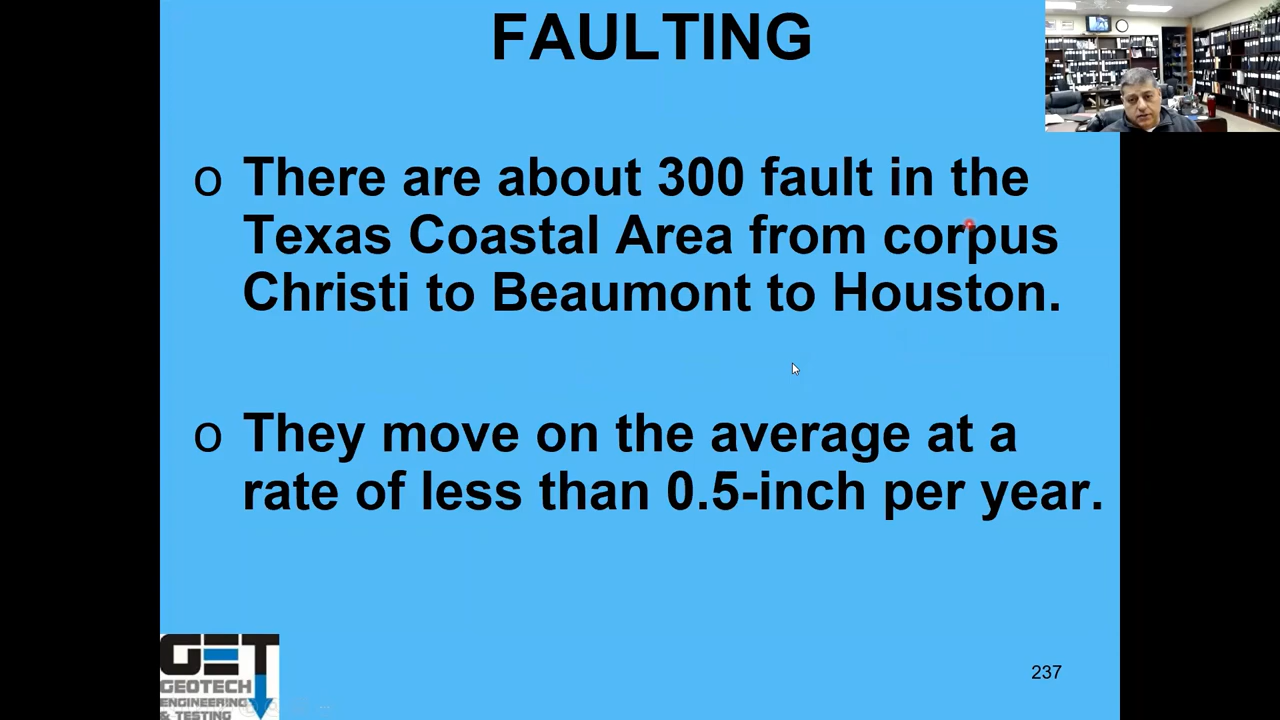 FAULTING
o There are about 300 fault in the
Texas Coastal Area from corpus
Christi to Beaumont to Houston.
o They move on the average at a
rate of less than 0.5-inch per year.
GET
GEOTECH
ENGINEERING
& TESTING
237